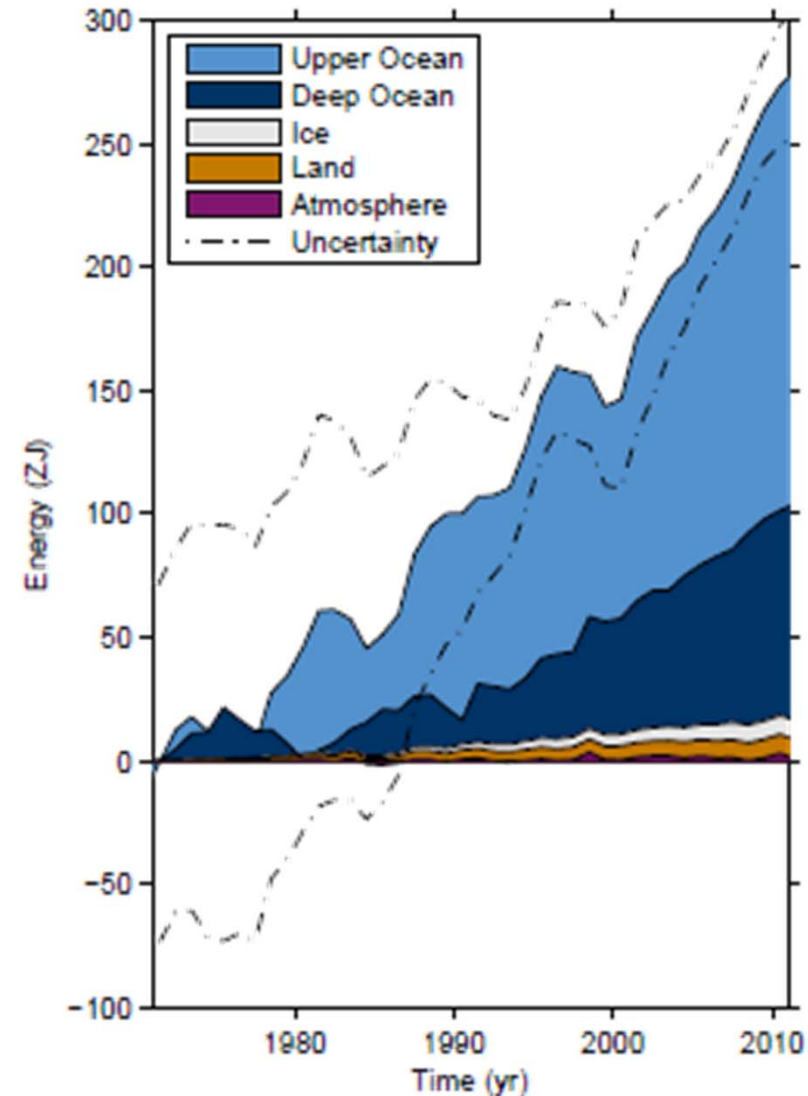 300
250
200
150
100
50
0
−50
−100
Energy (ZJ)
Upper Ocean
Deep Ocean
Ice
Land
Atmosphere
Uncertainty
1980
1990
2000
2010
Time (yr)